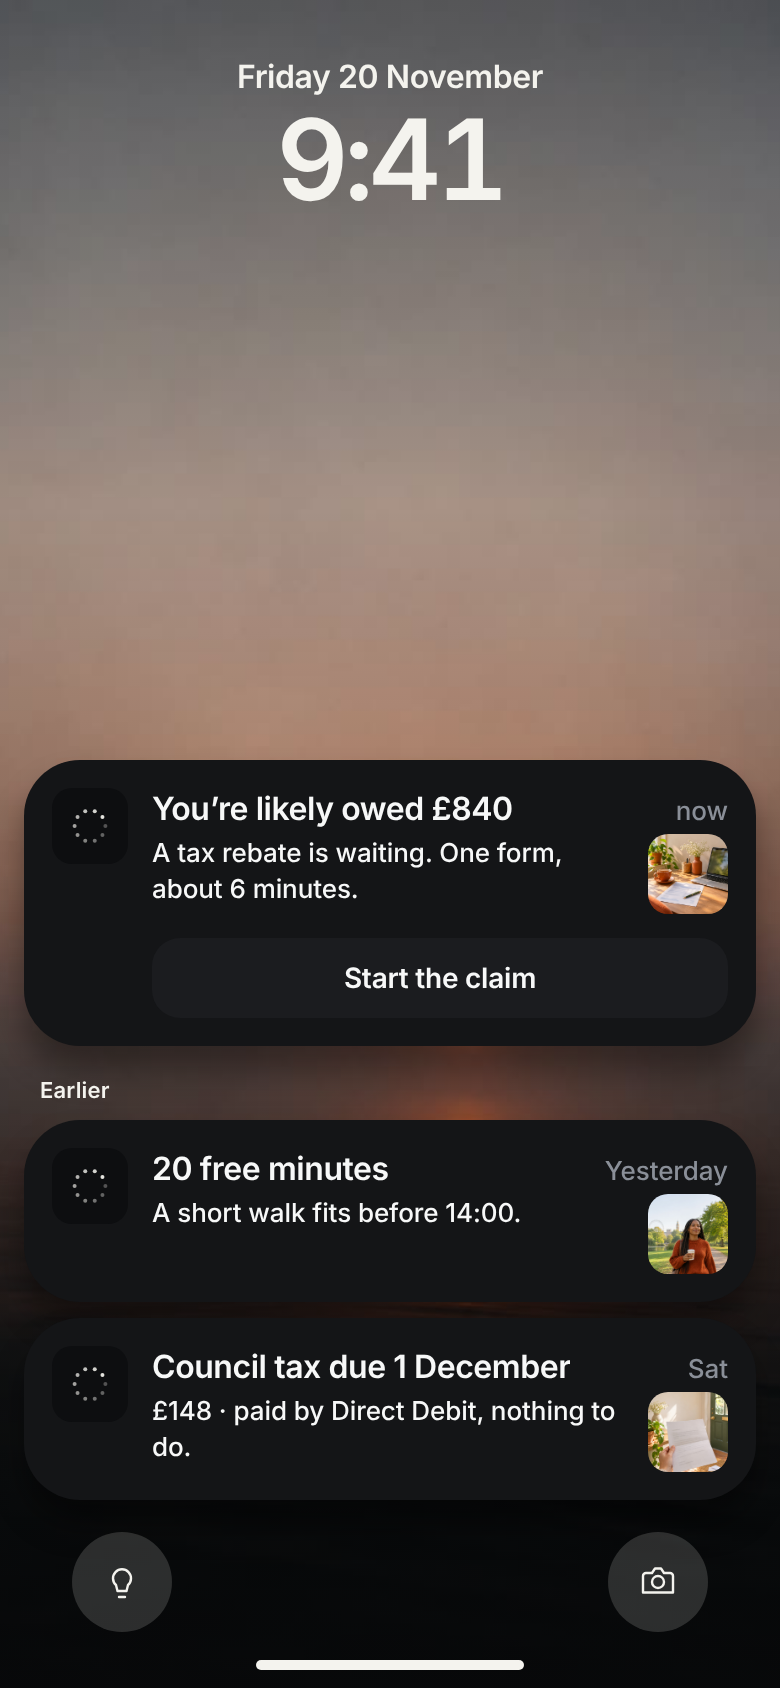 Friday 20 November
9:41
You’re likely owed £840
now
A tax rebate is waiting. One form,
about 6 minutes.
Start the claim
Earlier
20 free minutes
Yesterday
A short walk fits before 14:00.
Council tax due 1 December
Sat
£148 · paid by Direct Debit, nothing to
do.